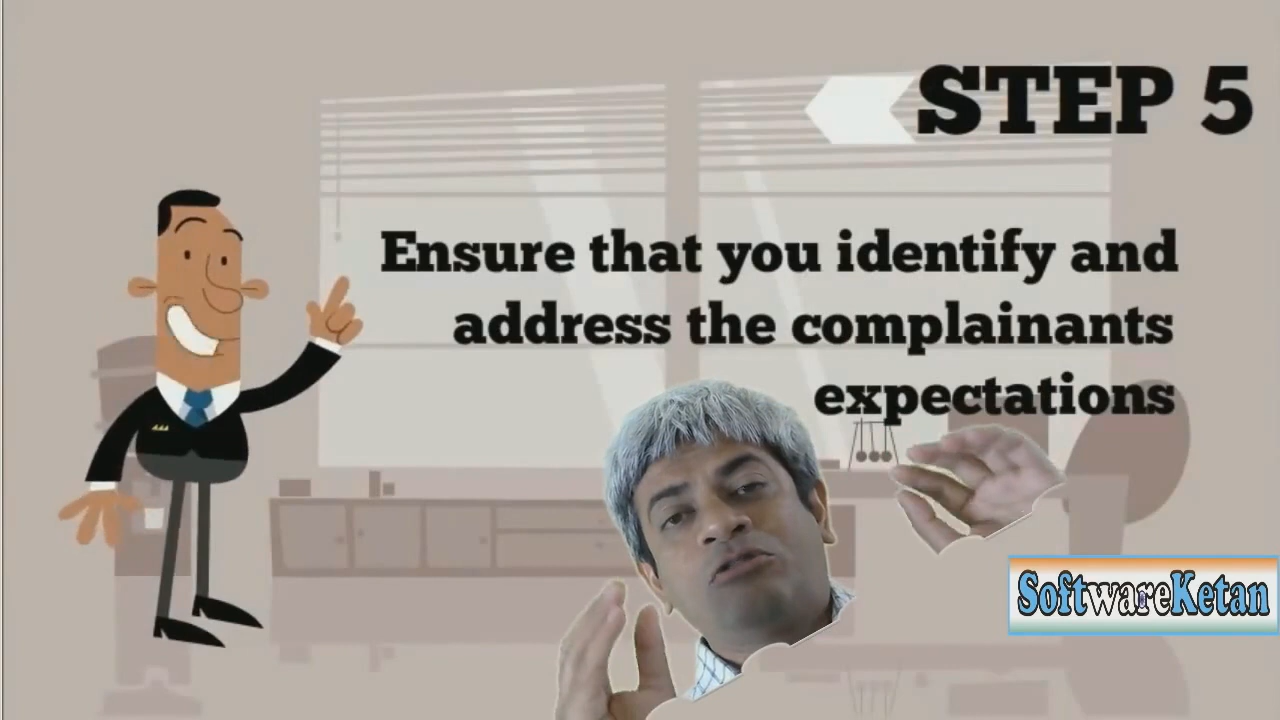 STEP 5
Ensure that you identify and
address the complainants
expectations
SoftwareKetan